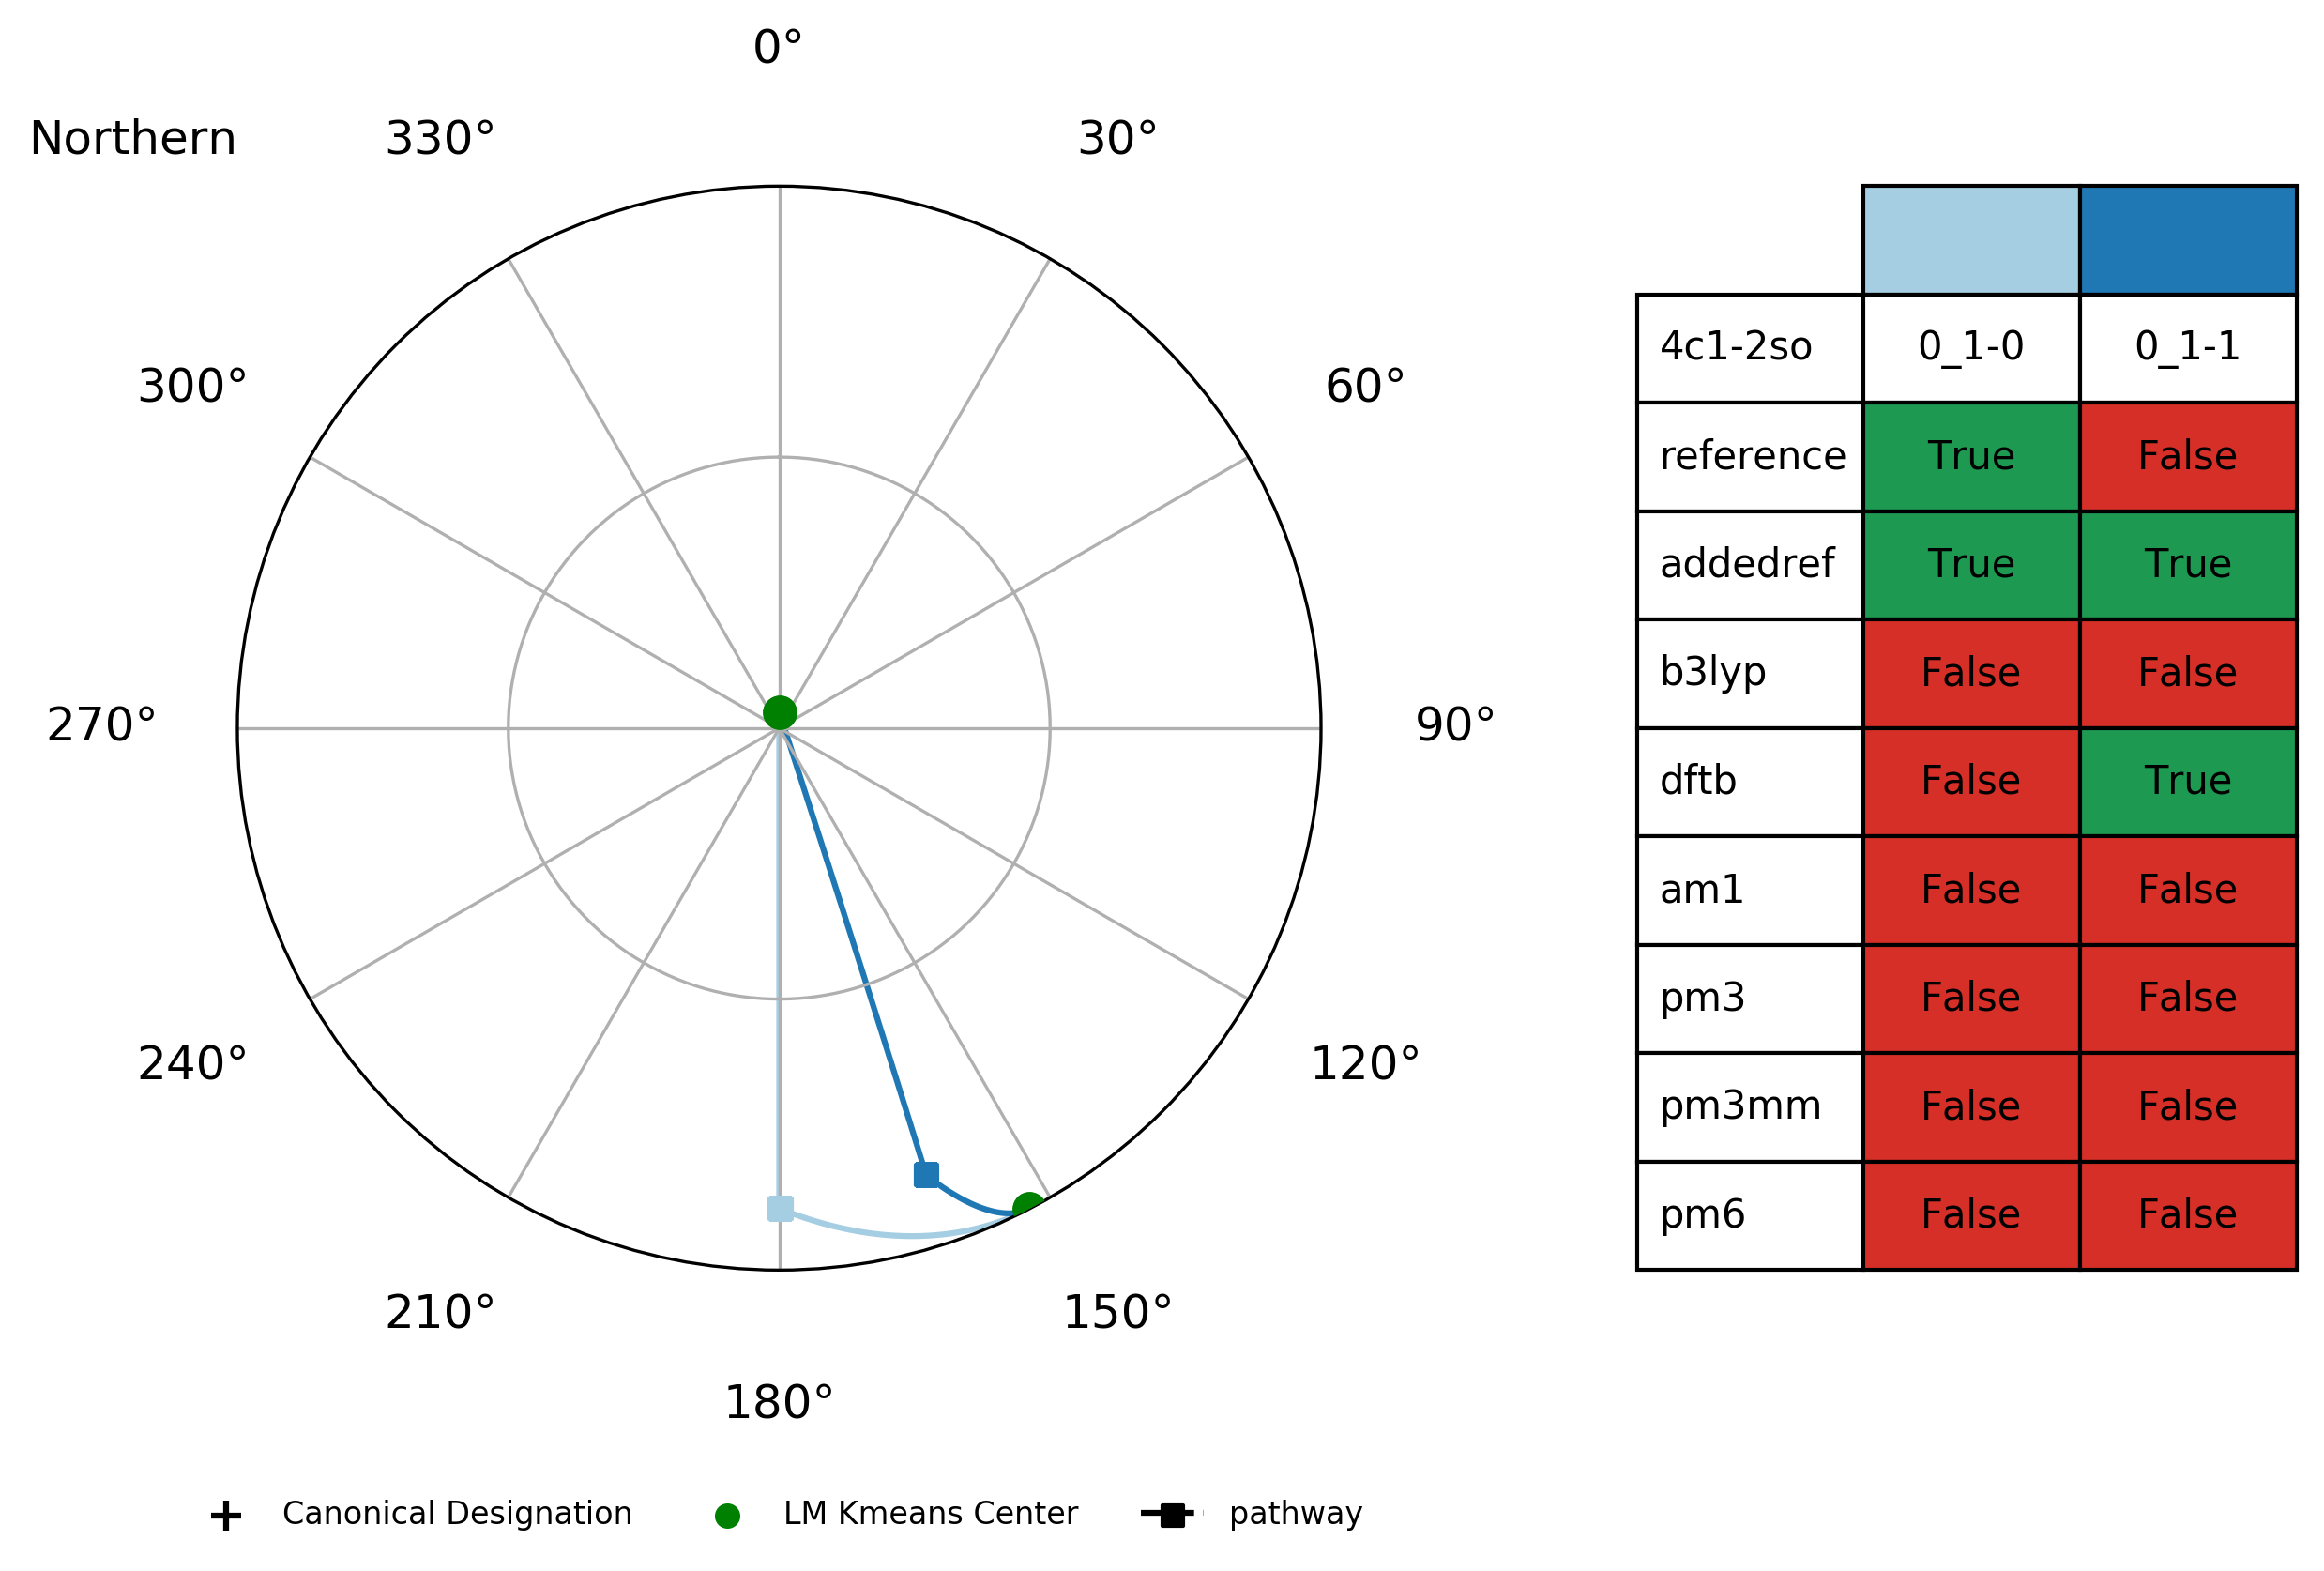 0°
Northern
330°
30°
300°
60°
270°
90°
240°
120°
210°
150°
180°
4c1-2so 0_1-0 0_1-1
reference True False
addedref True True
b3lyp False False
dftb False True
am1 False False
pm3 False False
pm3mm False False
pm6 False False
Canonical Designation LM Kmeans Center pathway